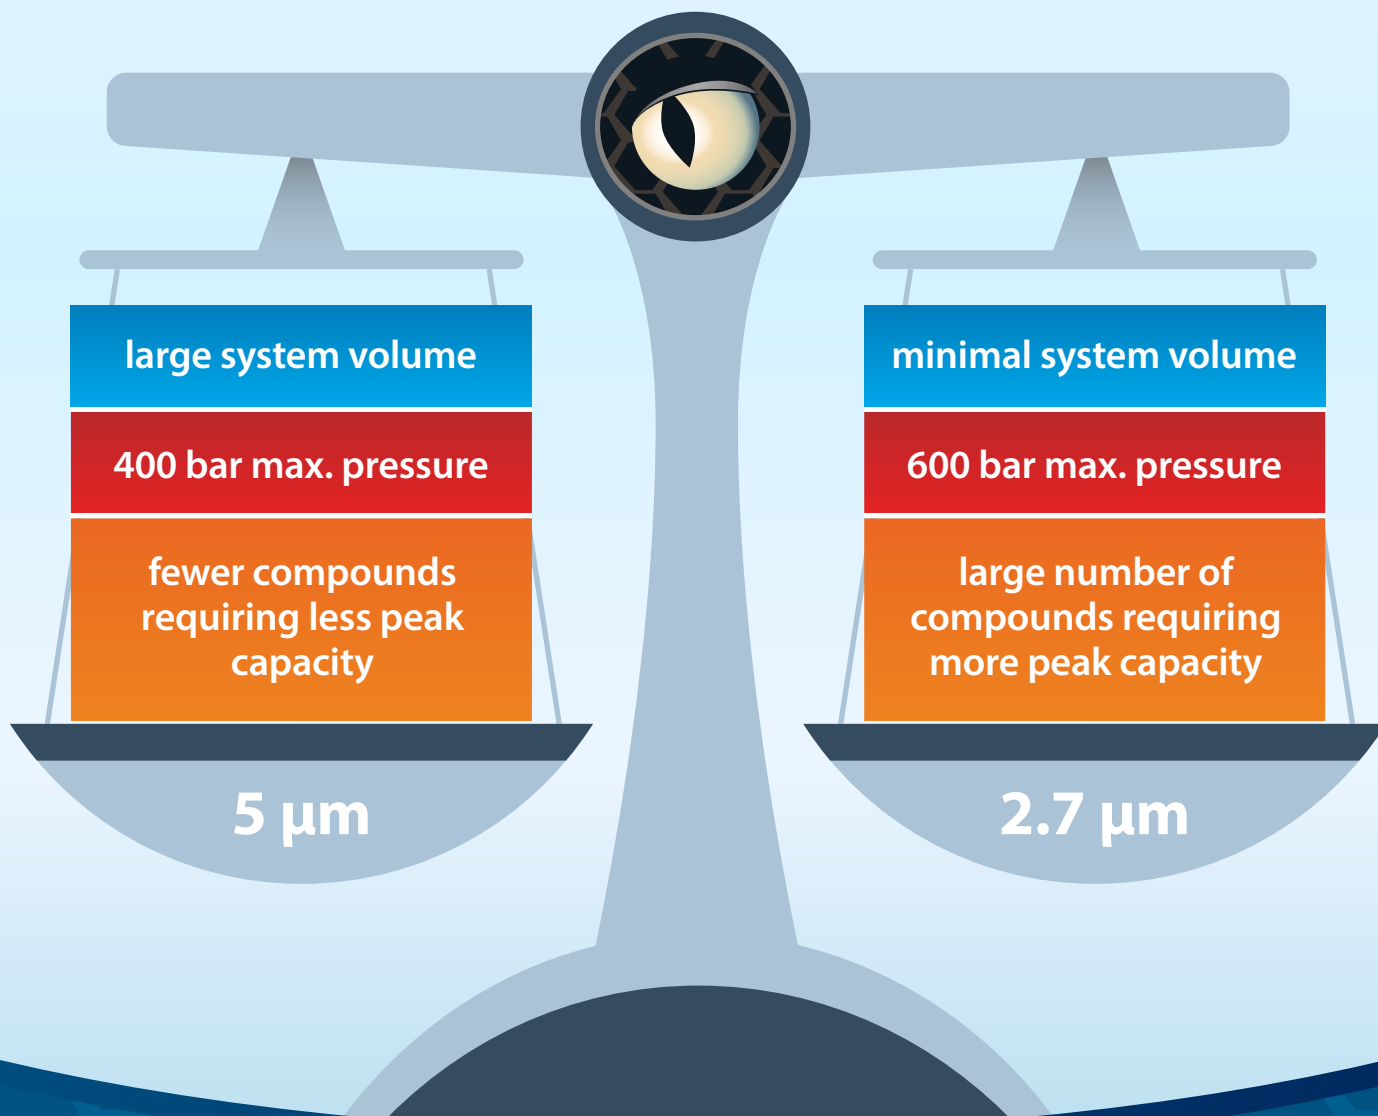 large system volume
400 bar max. pressure
fewer compounds
requiring less peak
capacity
5 µm
minimal system volume
600 bar max. pressure
large number of
compounds requiring
more peak capacity
2.7 µm